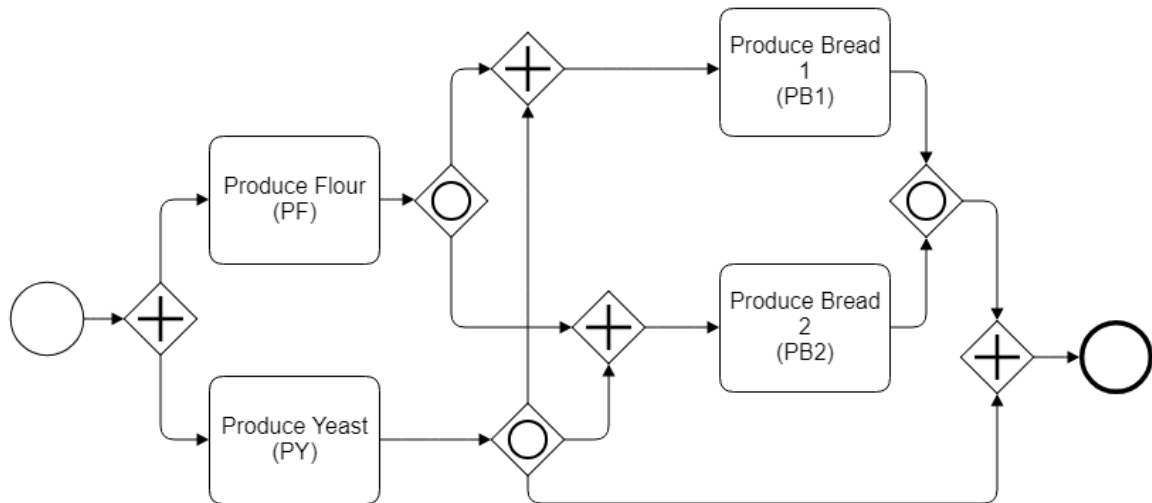 Produce Bread
1
(PB1)
Produce Flour
(PF)
Produce Bread
2
(PB2)
Produce Yeast
(PY)